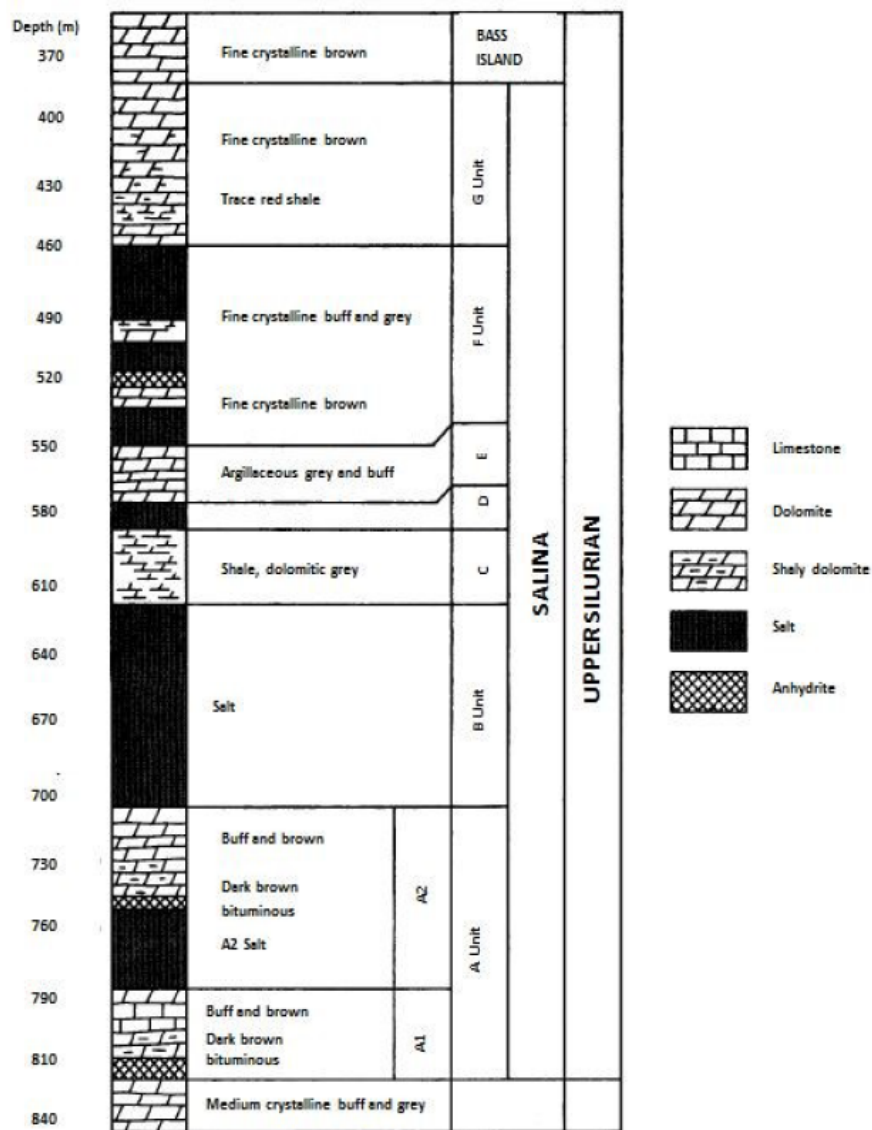 Depth (m)
370
400
430
460
490
520
550
580
610
640
670
700
730
760
790
810
840
Fine crystalline brown
Fine crystalline brown
Trace red shale
Fine crystalline buff and grey
Fine crystalline brown
Argillaceous grey and buff
Shale, dolomitic grey
Salt
Buff and brown
Dark brown
bituminous
A2 Salt
Buff and brown
Dark brown
bituminous
Medium crystalline buff and grey
A2
A1
BASS
ISLAND
G Unit
F Unit
E
D
C
B Unit
A Unit
SALINA
UPPER SILURIAN
Limestone
Dolomite
Shaly dolomite
Salt
Anhydrite